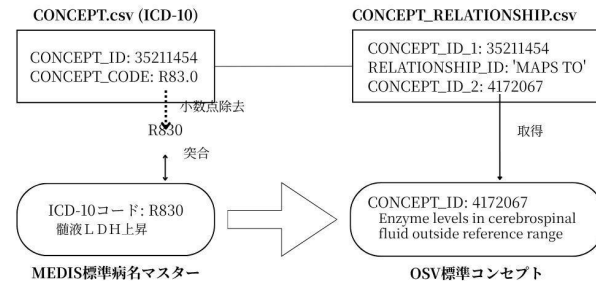 CONCEPT.csv (ICD-10)
CONCEPT_ID: 35211454
CONCEPT_CODE: R83.0
小数点除去
R830
突合
ICD-10コード: R830
髄液ＬＤＨ上昇
MEDIS標準病名マスター
CONCEPT_RELATIONSHIP.csv
CONCEPT_ID_1: 35211454
RELATIONSHIP_ID: 'MAPS TO'
CONCEPT_ID_2: 4172067
取得
CONCEPT_ID: 4172067
Enzyme levels in cerebrospinal
fluid outside reference range
OSV標準コンセプト